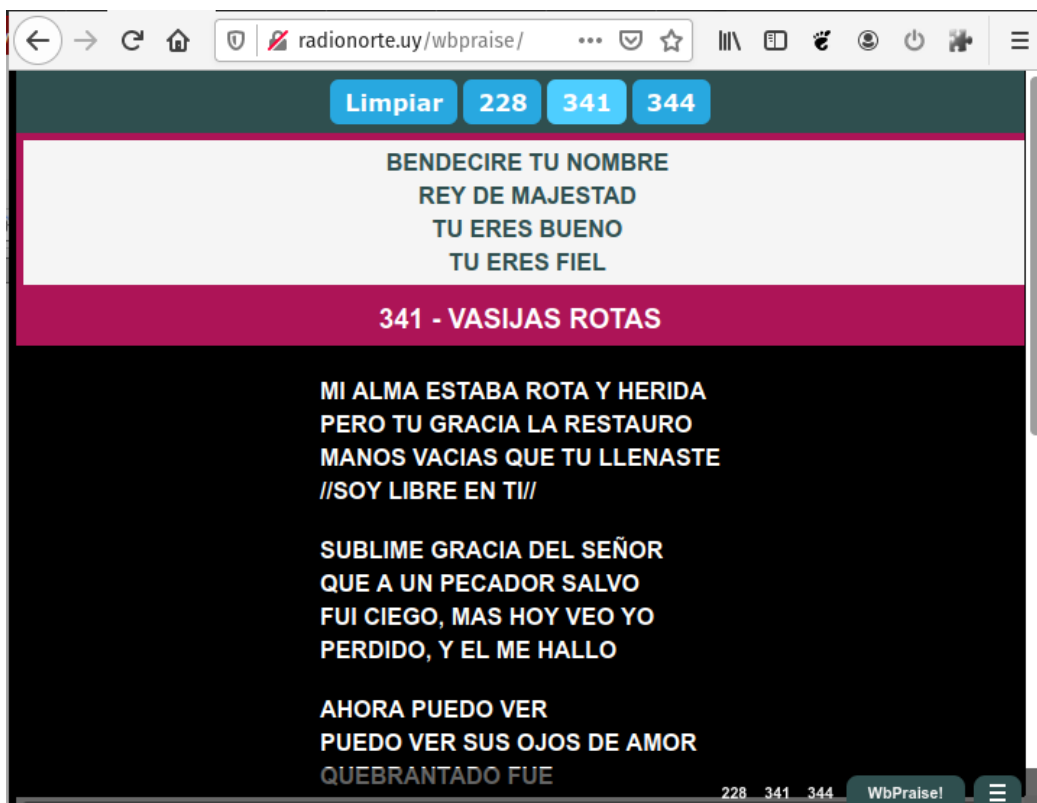 radionorte.uy/wbpraise/
Limpiar 228 341 344
BENDECIRE TU NOMBRE
REY DE MAJESTAD
TU ERES BUENO
TU ERES FIEL
341 - VASIJAS ROTAS
MI ALMA ESTABA ROTA Y HERIDA
PERO TU GRACIA LA RESTAURO
MANOS VACIAS QUE TU LLENASTE
//SOY LIBRE EN TI//
SUBLIME GRACIA DEL SEÑOR
QUE A UN PECADOR SALVO
FUI CIEGO, MAS HOY VEO YO
PERDIDO, Y EL ME HALLO
AHORA PUEDO VER
PUEDO VER SUS OJOS DE AMOR
QUEBRANTADO FUE
228 341 344 WbPraise!